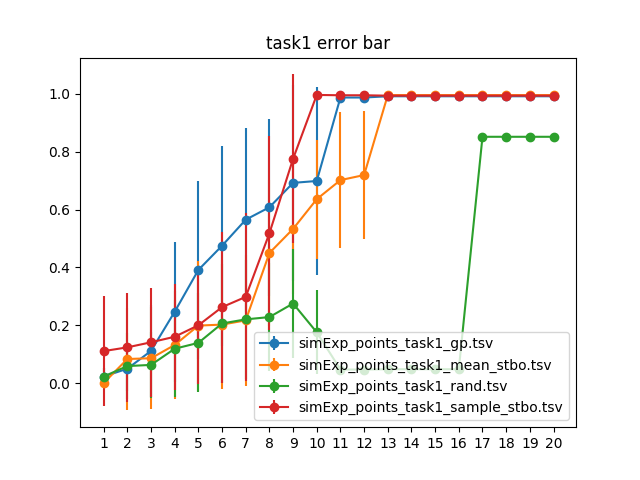 task1 error bar
1.0
0.8
0.6
0.4
0.2
0.0
simExp_points_task1_gp.tsv
simExp_points_task1_mean_stbo.tsv
simExp_points_task1_rand.tsv
simExp_points_task1_sample_stbo.tsv
1 2 3 4 5 6 7 8 9 10 11 12 13 14 15 16 17 18 19 20